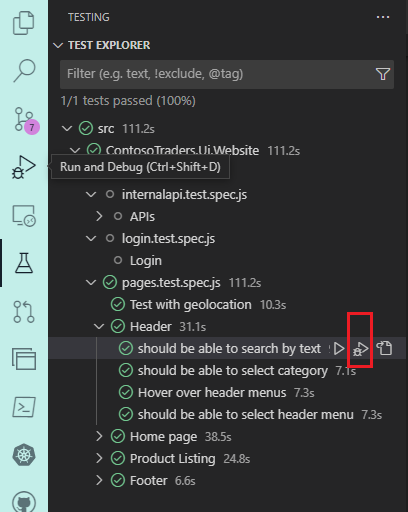 TESTING
TEST EXPLORER
Filter (e.g. text, !exclude, @tag)
1/1 tests passed (100%)
src 111.2s
ContosoTraders.Ui.Website 111.2s
7
Run and Debug (Ctrl+Shift+D)
internalapi.test.spec.js
APIs
login.test.spec.js
Login
pages.test.spec.js 111.2s
Test with geolocation 10.3s
Header 31.1s
should be able to search by text
should be able to select category 7.1s
Hover over header menus 7.3s
should be able to select header menu 7.3s
Home page 38.5s
Product Listing 24.8s
Footer 6.6s